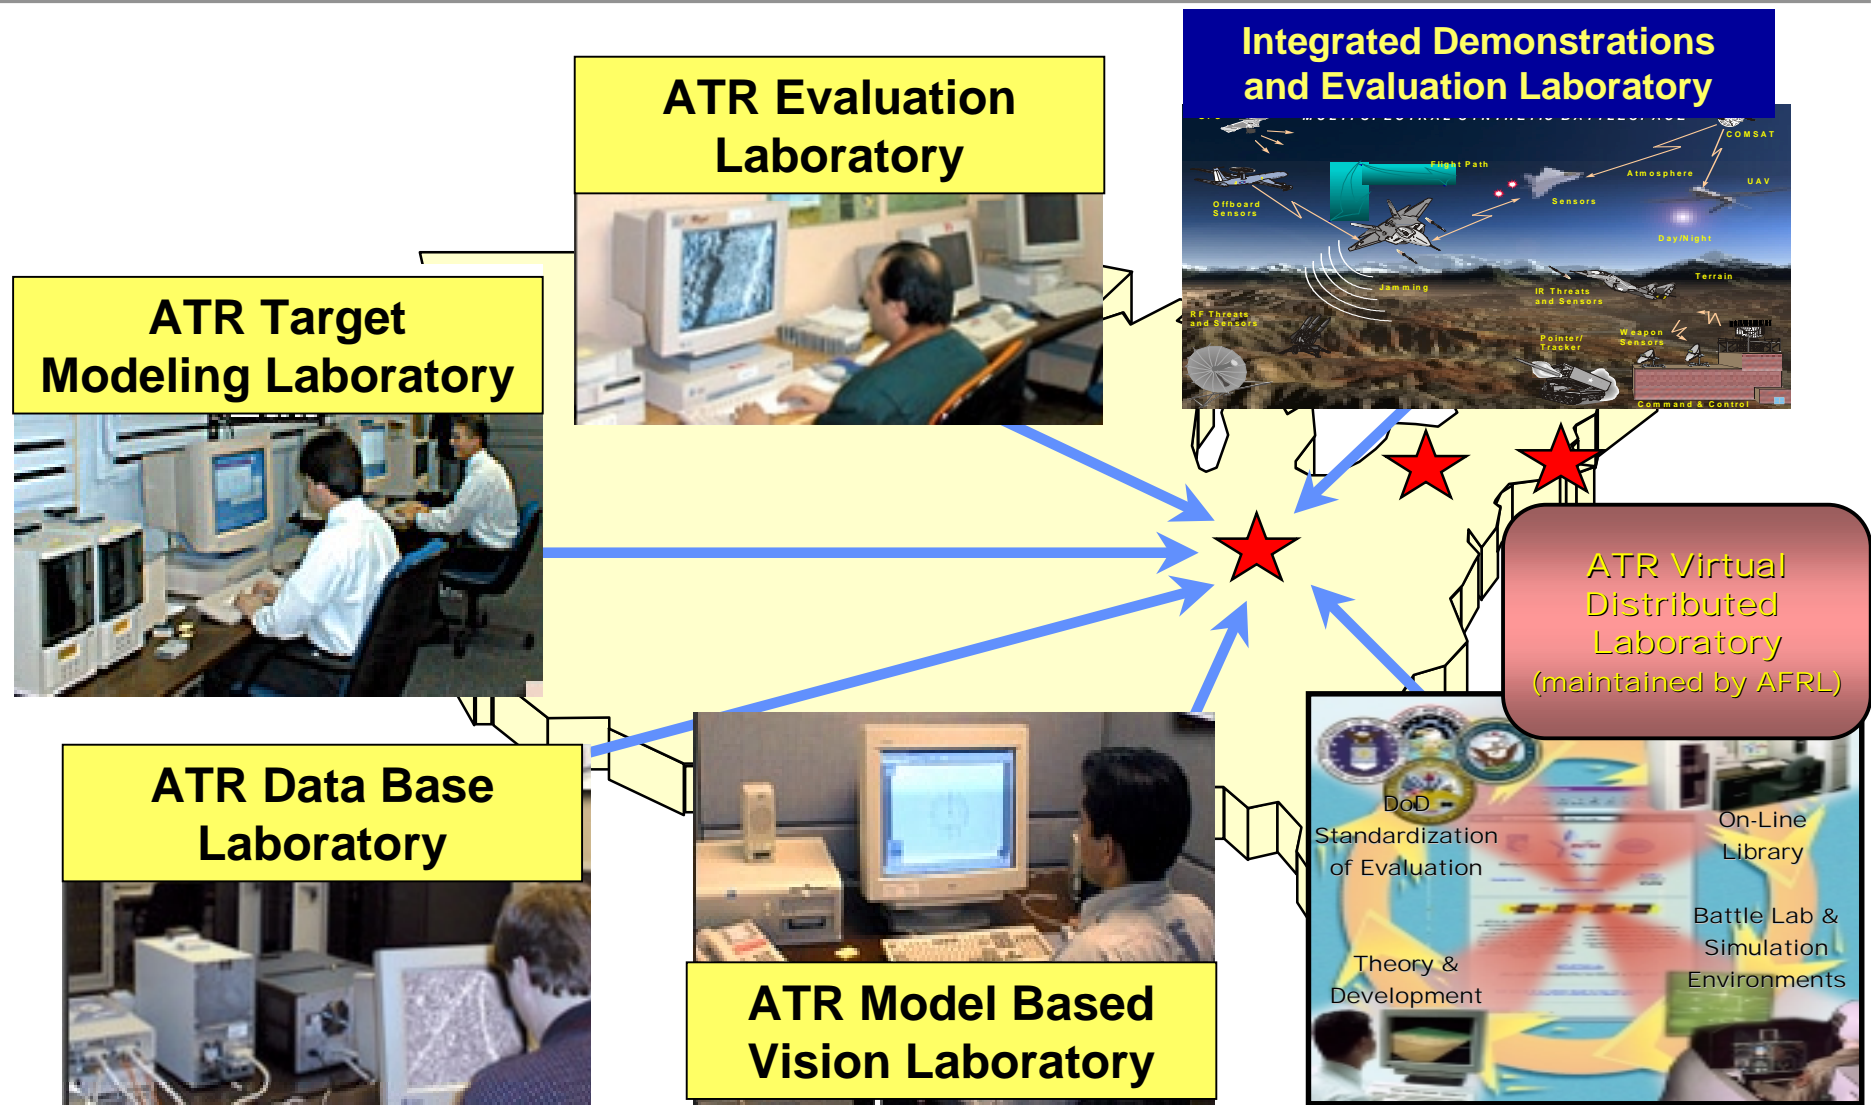 Integrated Demonstrations
and Evaluation Laboratory
ATR Evaluation
Laboratory
MULTISPECTRAL SYNTHETIC BATTLESPACE
COMSAT
Flight Path
Atmosphere
UAV
Offboard
Sensors
Sensors
Day/Night
Terrain
Jamming
IR Threats
and Sensors
RF Threats
and Sensors
Weapon
Sensors
Pointer/
Tracker
Command & Control
ATR Target
Modeling Laboratory
ATR Virtual
Distributed
Laboratory
(maintained by AFRL)
ATR Data Base
Laboratory
DoD
Standardization
of Evaluation
On-Line
Library
Battle Lab &
Simulation
Environments
Theory &
Development
ATR Model Based
Vision Laboratory